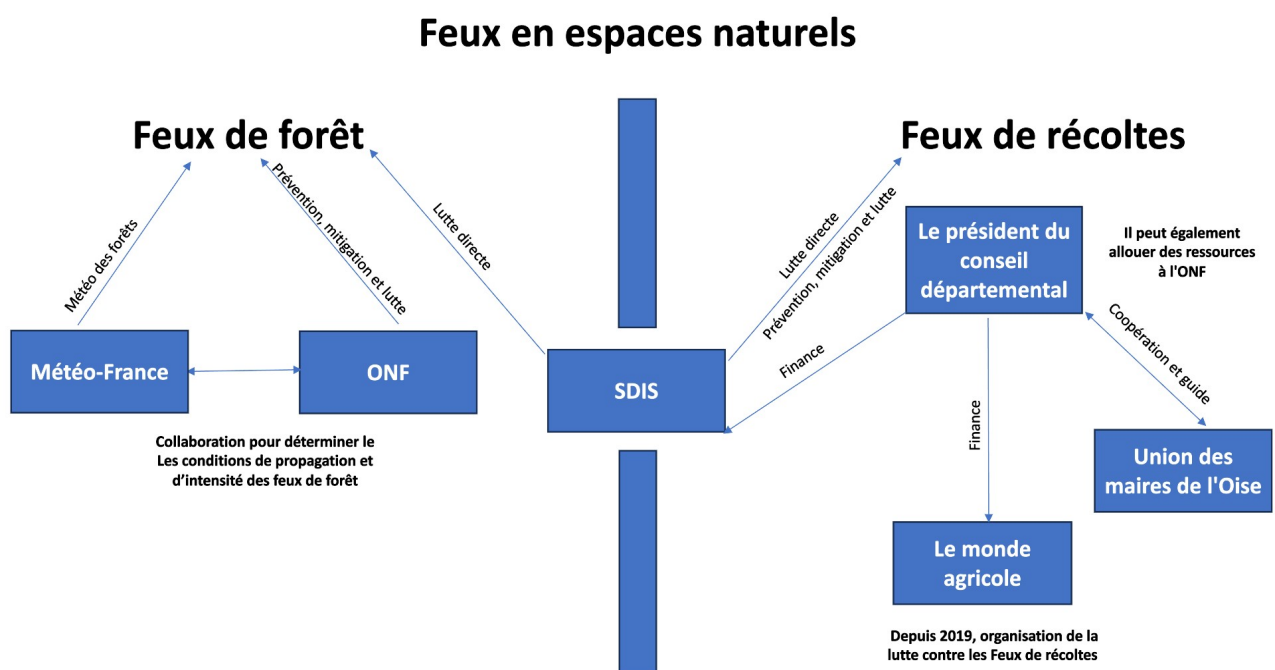 Feux en espaces naturels
Feux de forêt
Météo des forêts
Prévention, mitigation et lutte
Lutte directe
Météo-France
ONF
Collaboration pour déterminer le
Les conditions de propagation et
d'intensité des feux de forêt
SDIS
Feux de récoltes
Lutte directe
Prévention, mitigation et lutte
Le président du
conseil
départemental
Il peut également
allouer des ressources
à l'ONF
Finance
Finance
Coopération et guide
Union des
maires de l'Oise
Le monde
agricole
Depuis 2019, organisation de la
lutte contre les Feux de récoltes